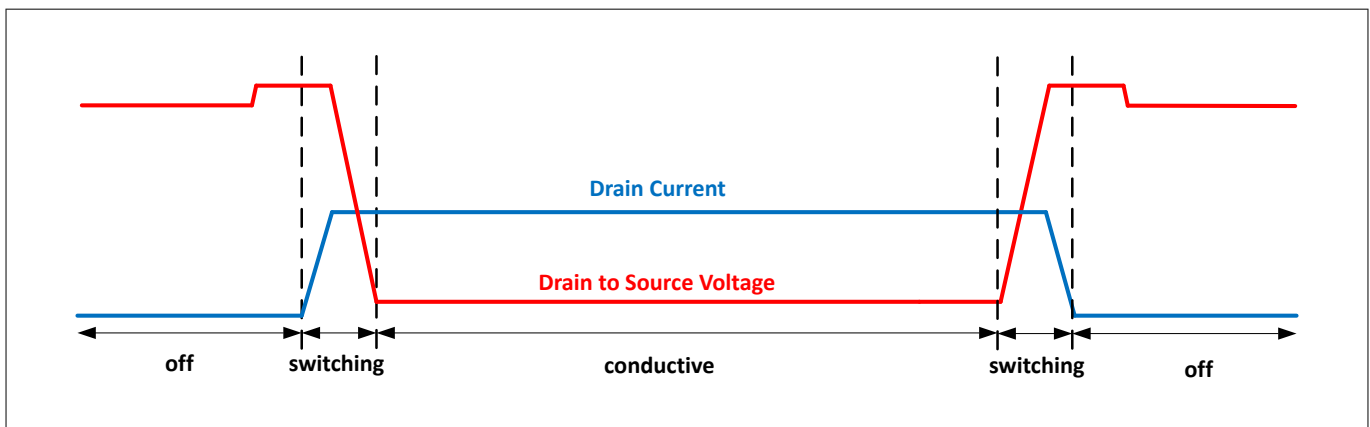 Drain Current
Drain to Source Voltage
off
switching
conductive
switching
off